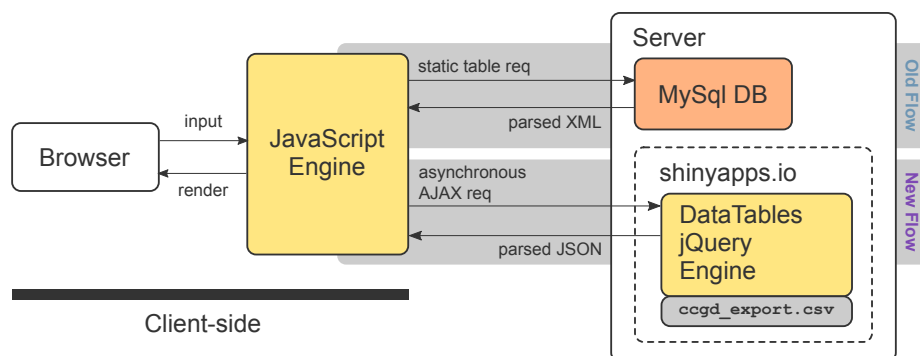 Server
static table req
MySql DB
parsed XML
Old Flow
input
JavaScript
Engine
Browser
render
asynchronous
AJAX req
shinyapps.io
DataTables
jQuery
Engine
parsed JSON
New Flow
ccgd_export.csv
Client-side